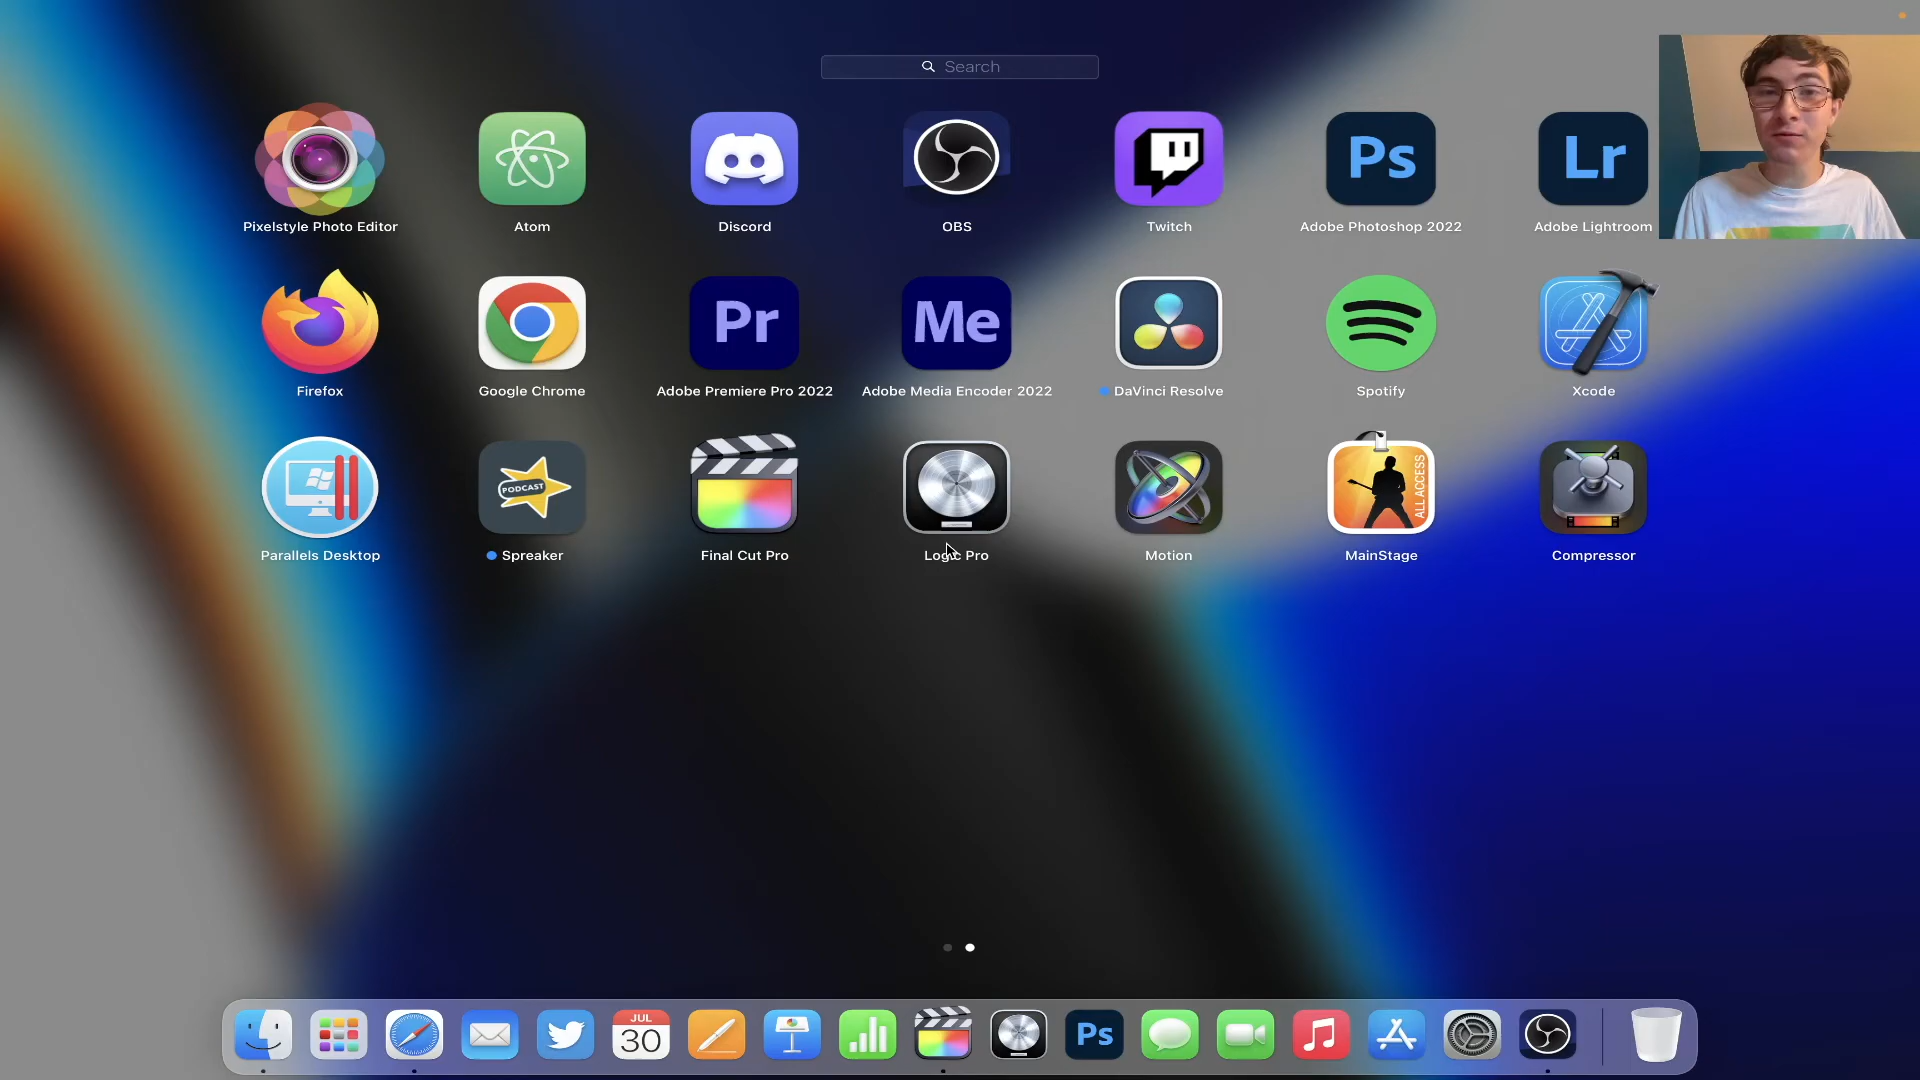 Search
Pixelstyle Photo Editor
Atom
Discord
OBS
Twitch
Ps
Adobe Photoshop 2022
Lr
Adobe Lightroom
Firefox
Google Chrome
Pr
Adobe Premiere Pro 2022
Me
Adobe Media Encoder 2022
DaVinci Resolve
Spotify
Xcode
Parallels Desktop
PODCAST
Spreaker
Final Cut Pro
Logic Pro
Motion
ALL ACCESS
MainStage
Compressor
JUL
30
Ps